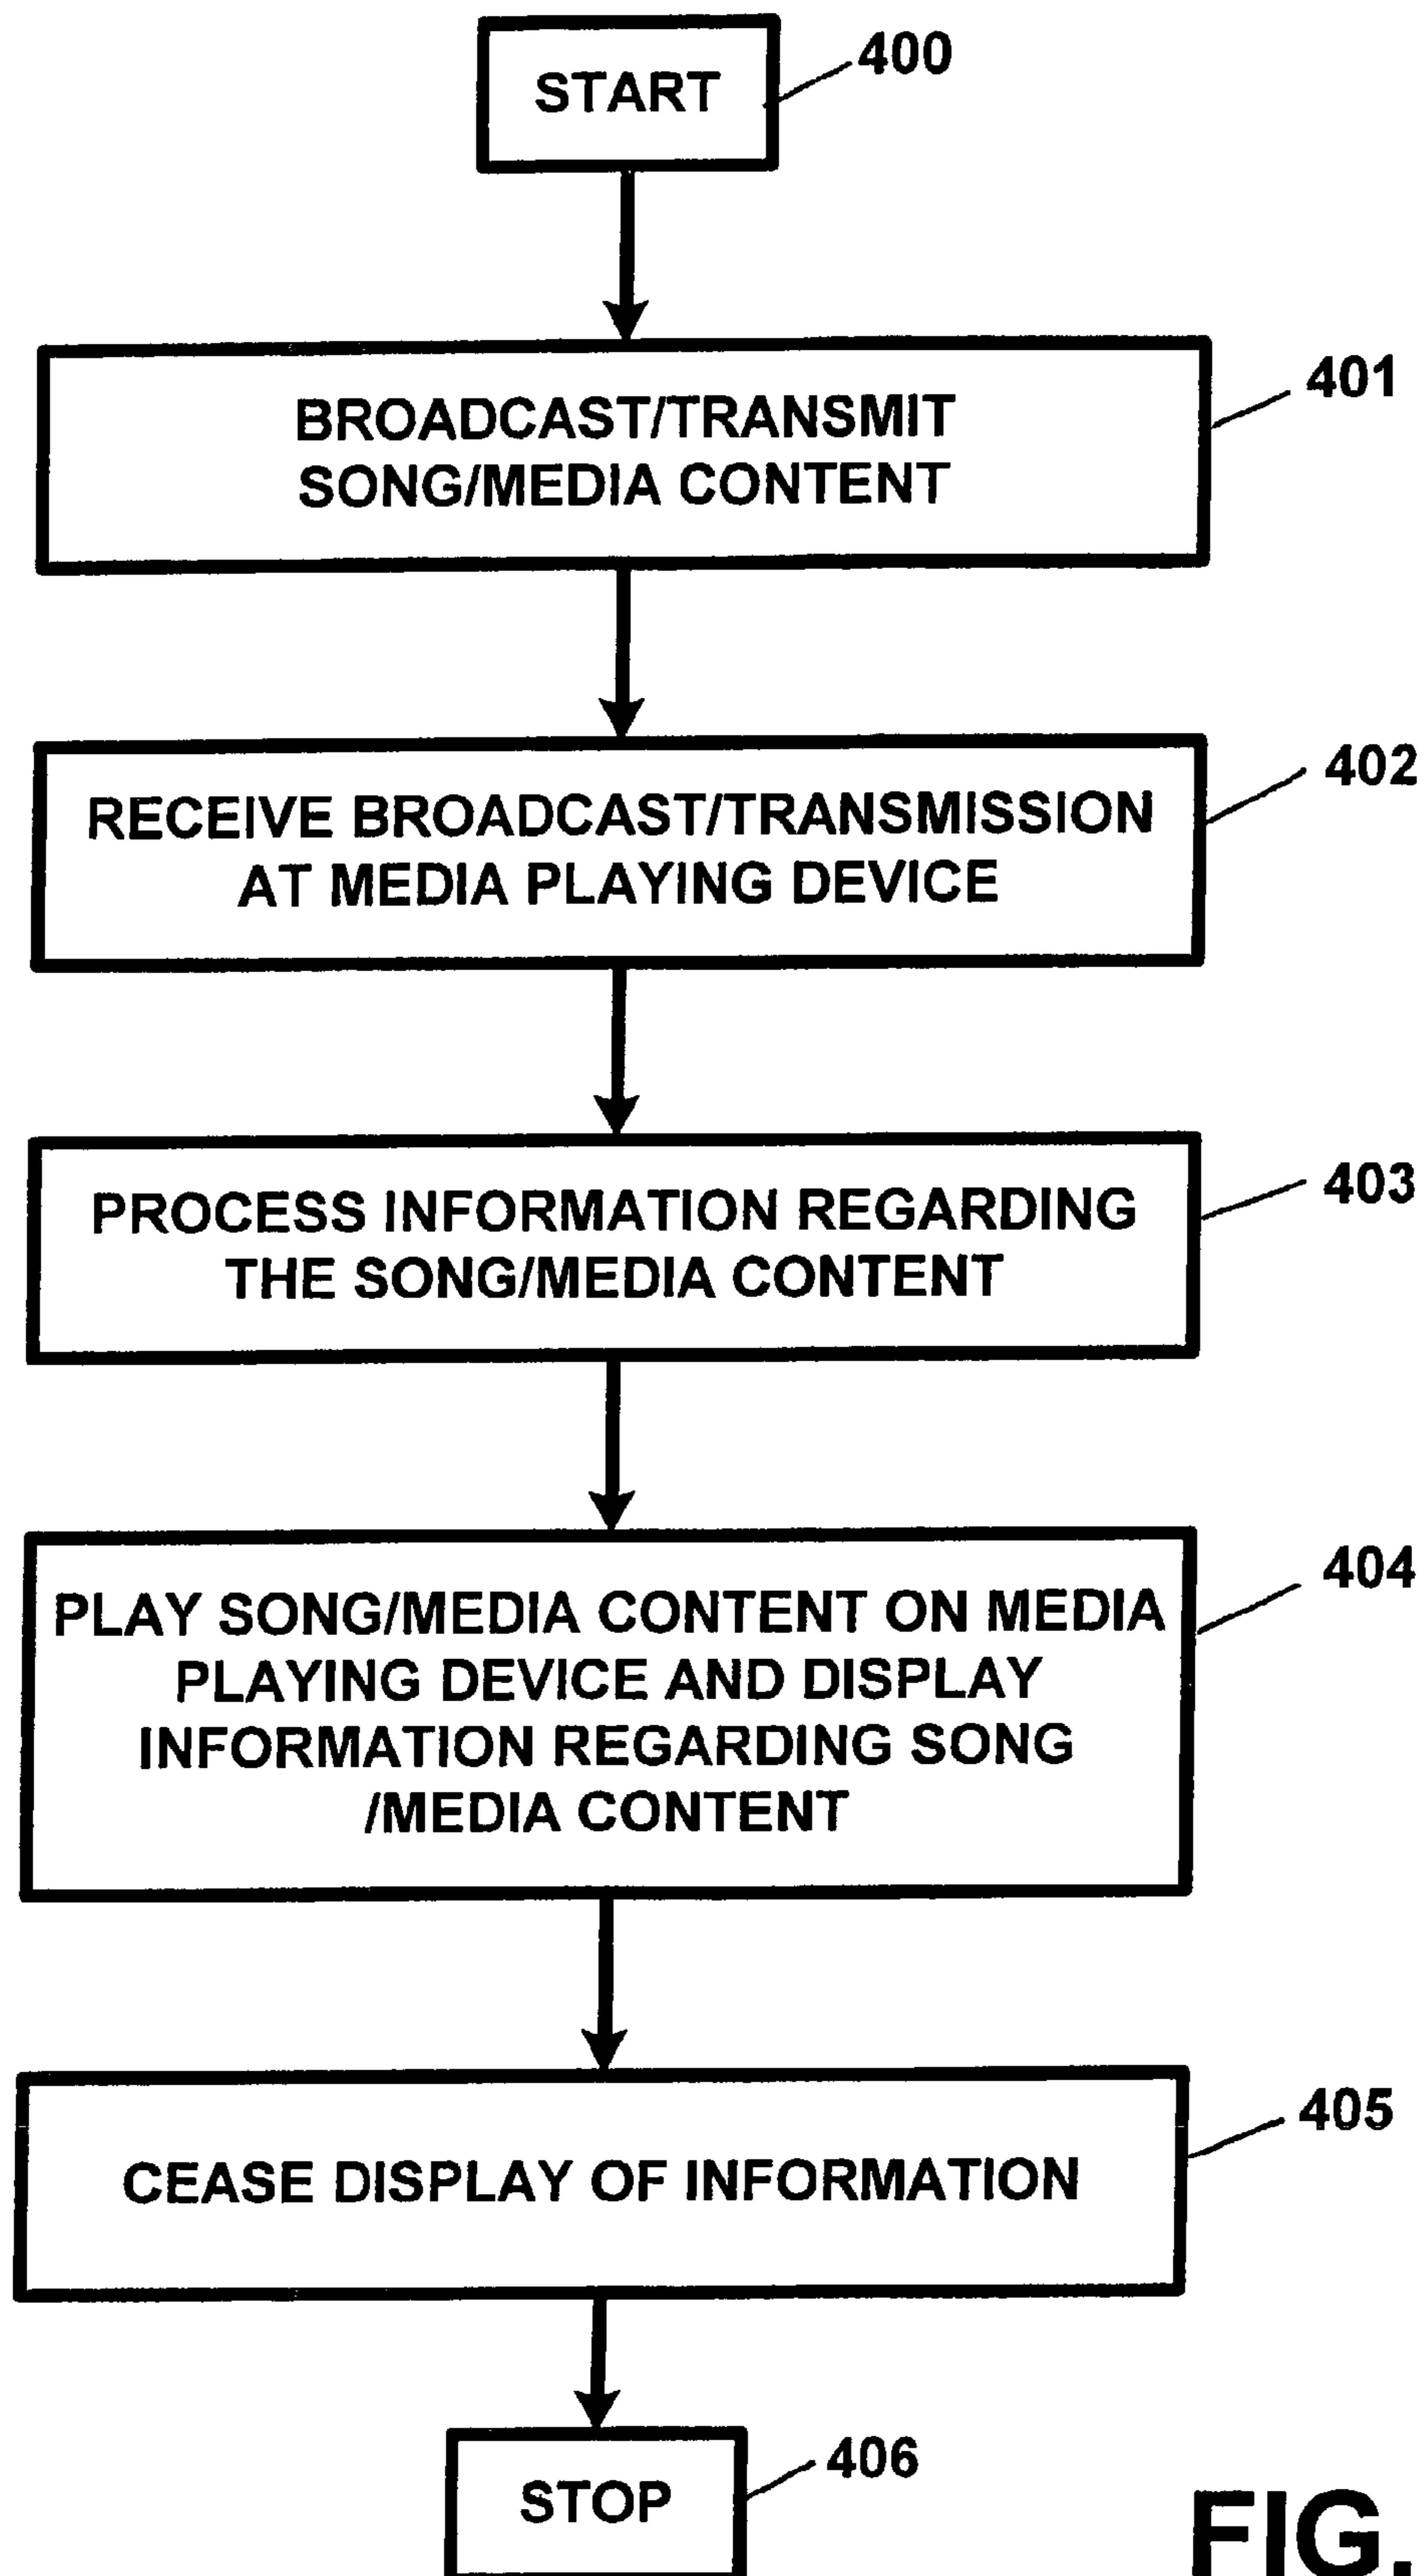 START
400
BROADCAST/TRANSMIT
SONG/MEDIA CONTENT
401
RECEIVE BROADCAST/TRANSMISSION
AT MEDIA PLAYING DEVICE
402
PROCESS INFORMATION REGARDING
THE SONG/MEDIA CONTENT
403
PLAY SONG/MEDIA CONTENT ON MEDIA
PLAYING DEVICE AND DISPLAY
INFORMATION REGARDING SONG
/MEDIA CONTENT
404
CEASE DISPLAY OF INFORMATION
405
STOP
406
FIG.